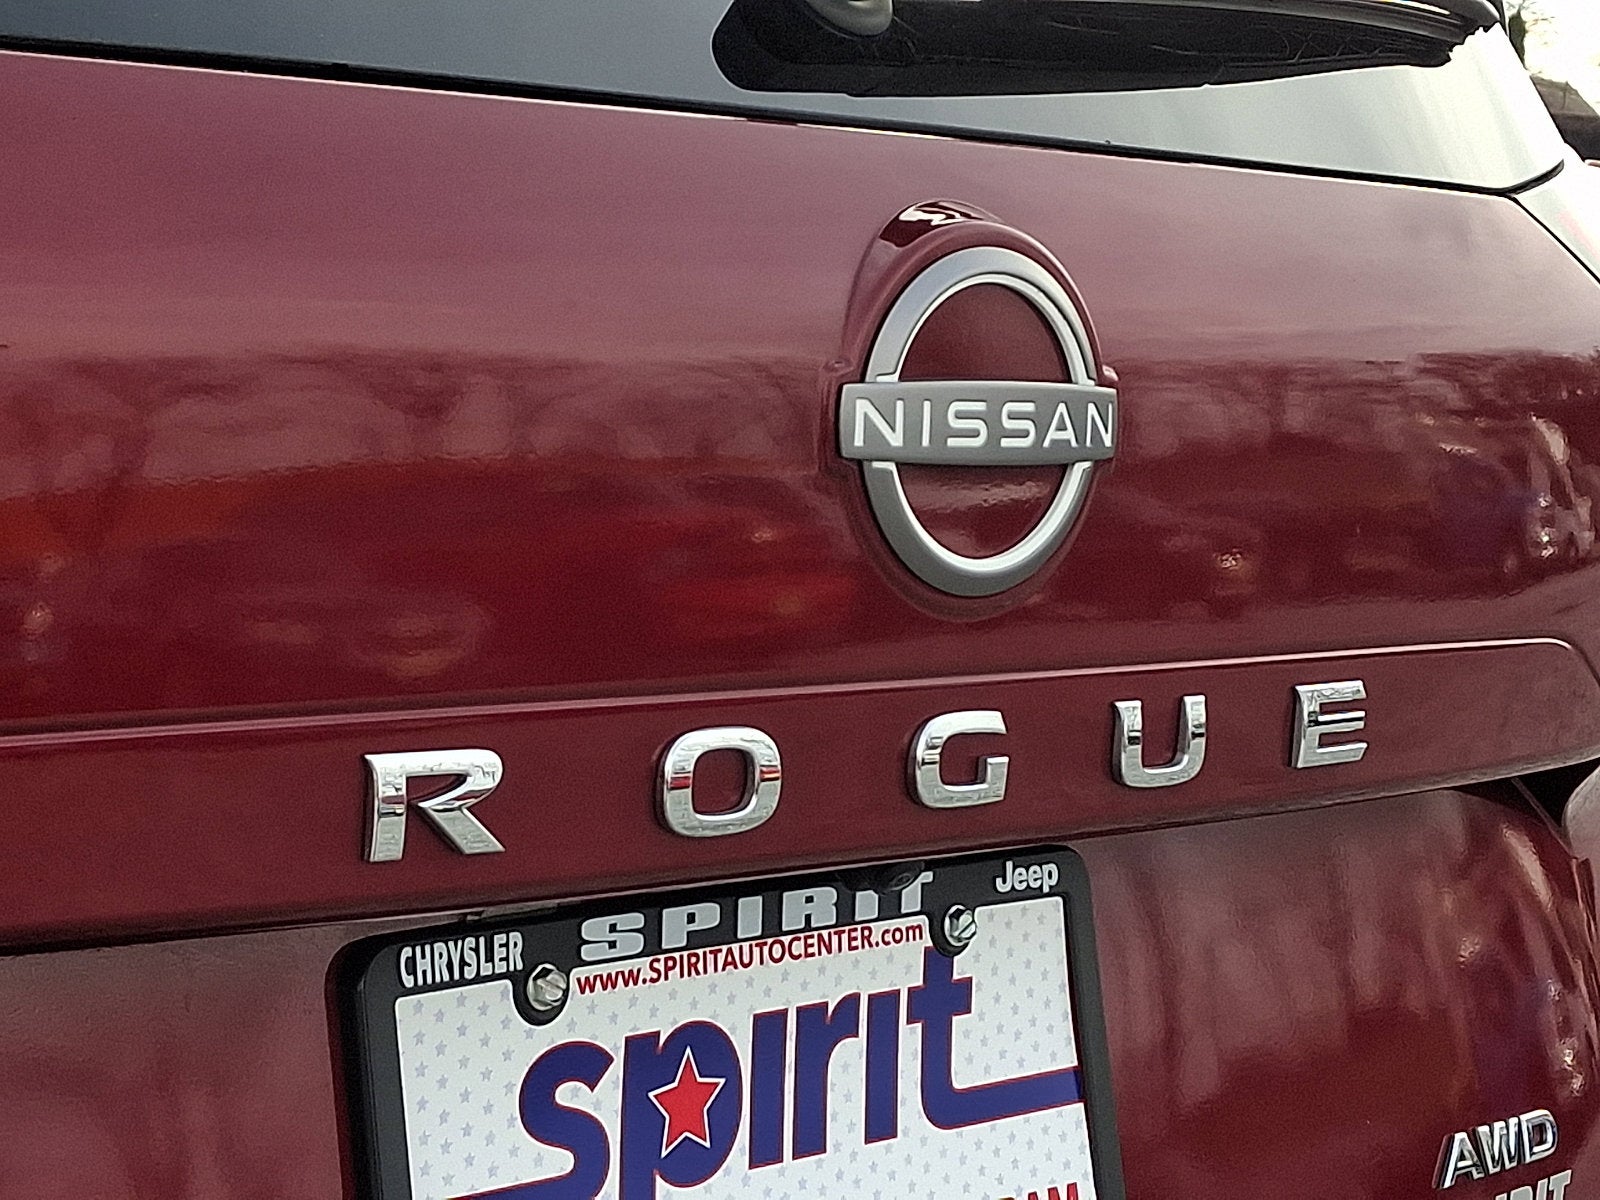 NISSAN
ROGUE
CHRYSLER SPIRIT Jeep
www.SPIRITAUTOCENTER.com
spirit
AWD